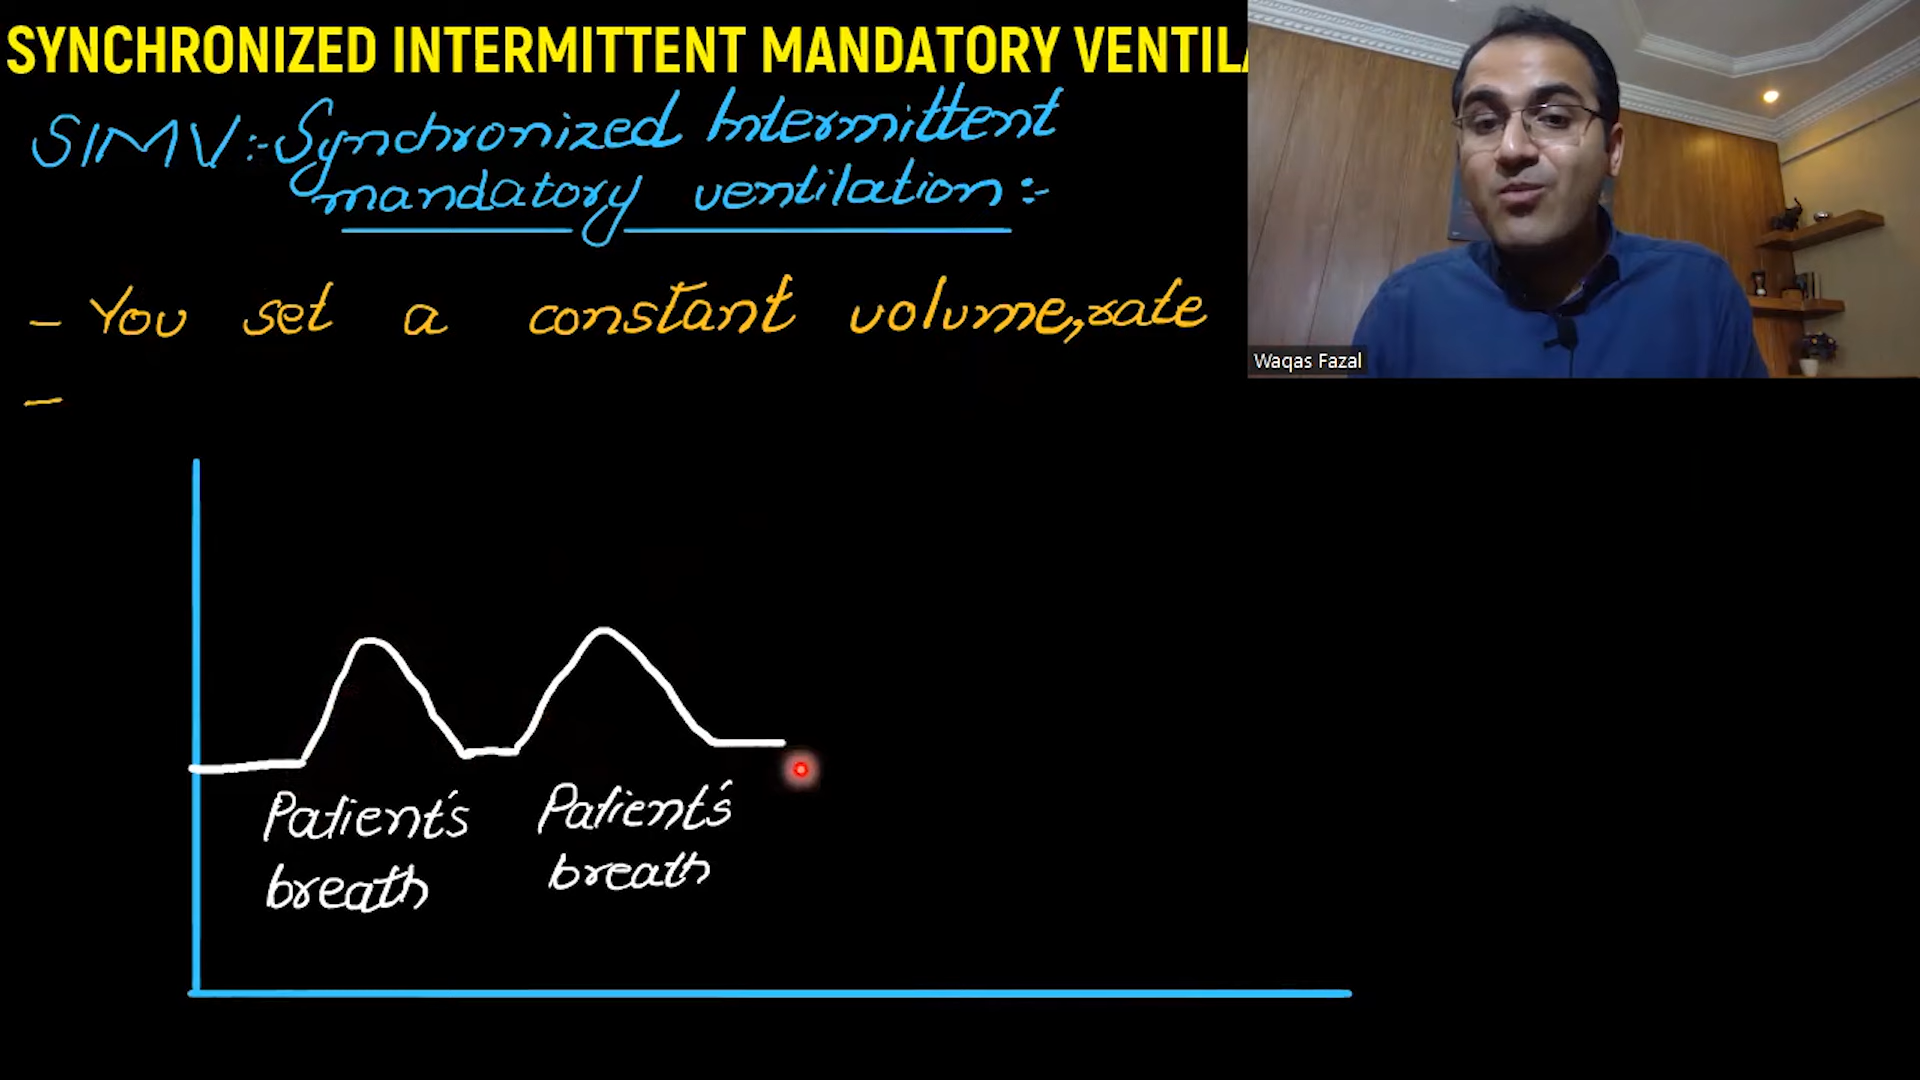 SYNCHRONIZED INTERMITTENT MANDATORY VENTILA
SIMV:-Synchronized Intermittent
mandatory ventilation:-
- You set a constant volume, rate
-
Waqas Fazal
Patient's
breath
Patient's
breath